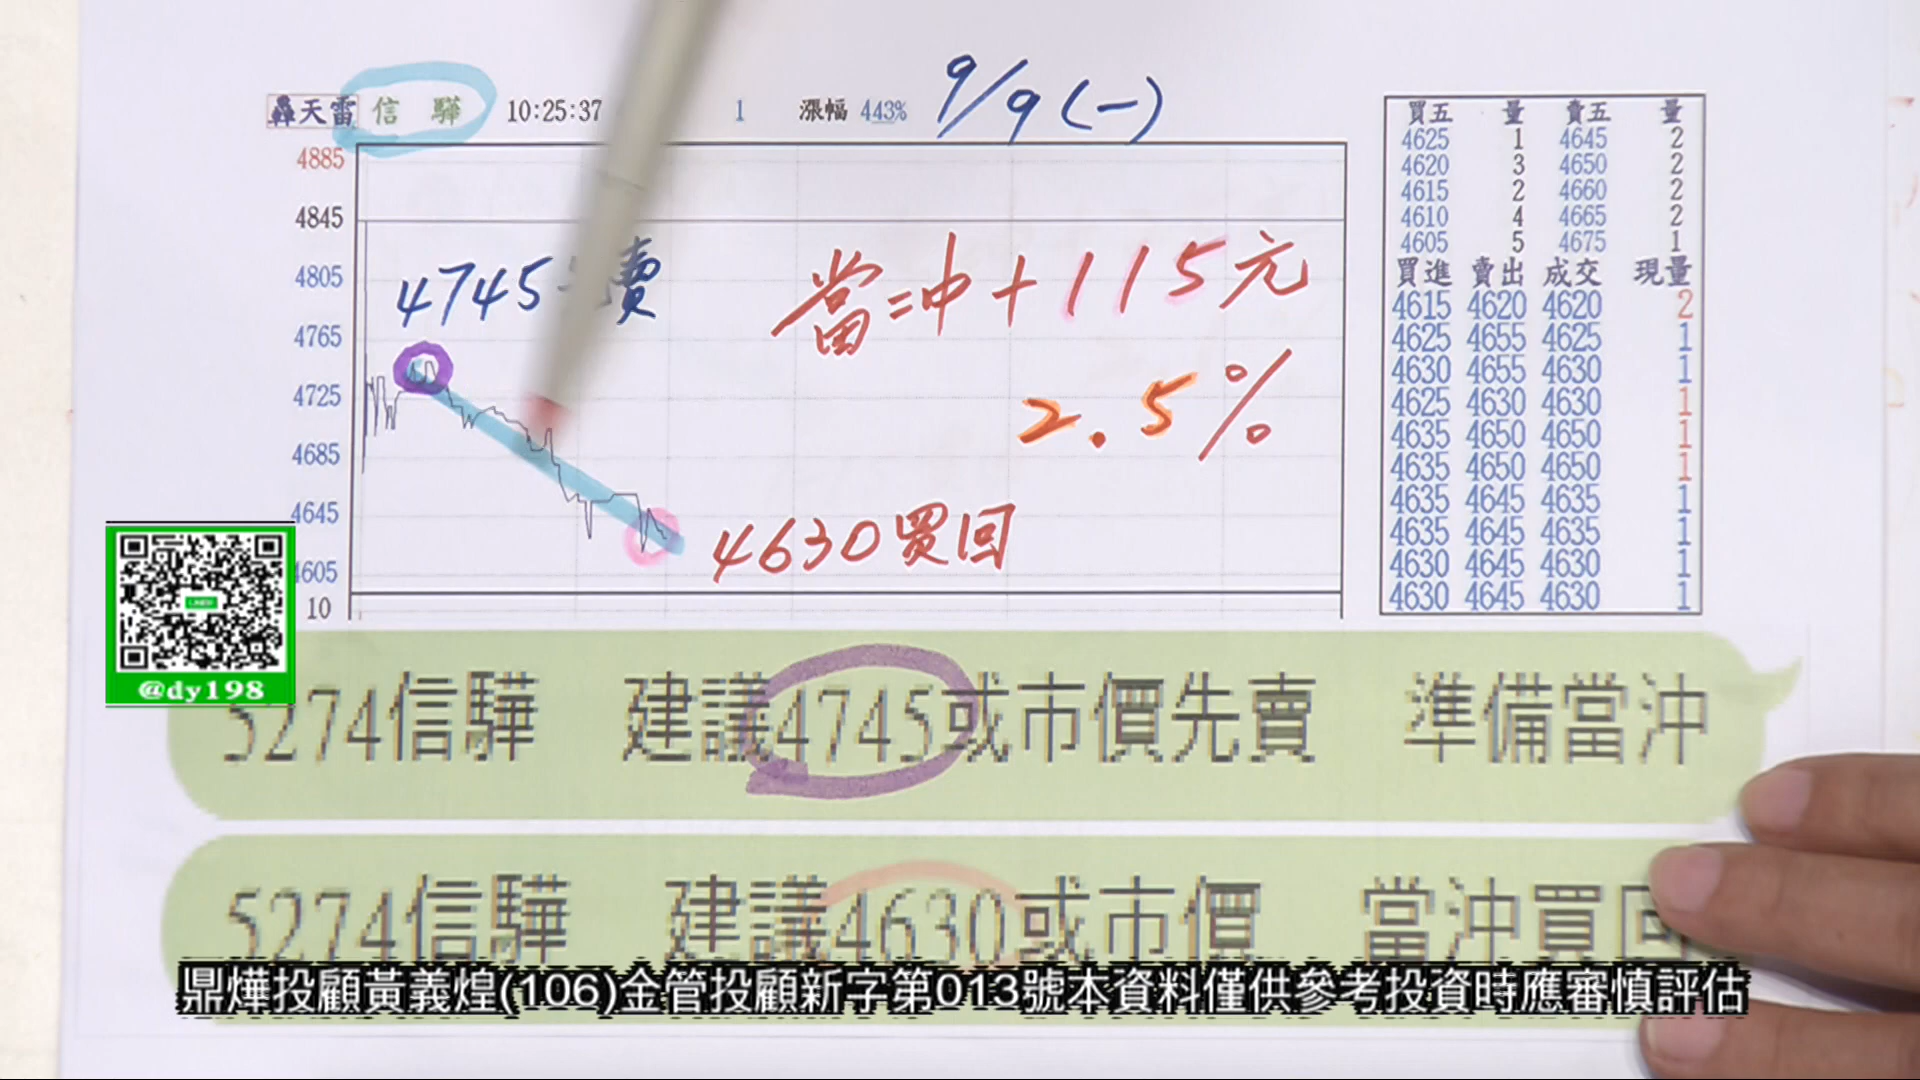 轟天雷 信 驊 10:25:37 1 漲幅 443% 9/9(一)
4885
4845
4805
4765
4725
4685
4645
4605
10
4745 賣
當沖+115元
2.5%
4630買回
買五 量 賣五 量
4625 1 4645 2
4620 3 4650 2
4615 2 4660 2
4610 4 4665 2
4605 5 4675 1
買進 賣出 成交 現量
4615 4620 4620 2
4625 4655 4625 1
4630 4655 4630 1
4625 4630 4630 1
4635 4650 4650 1
4635 4650 4650 1
4635 4645 4635 1
4635 4645 4635 1
4630 4645 4630 1
4630 4645 4630 1
@dy198
5274信驊 建議4745或市價先賣 準備當沖
5274信驊 建議4630或市價 當沖買回
鼎燁投顧黃義煌(106)金管投顧新字第013號本資料僅供參考投資時應審慎評估